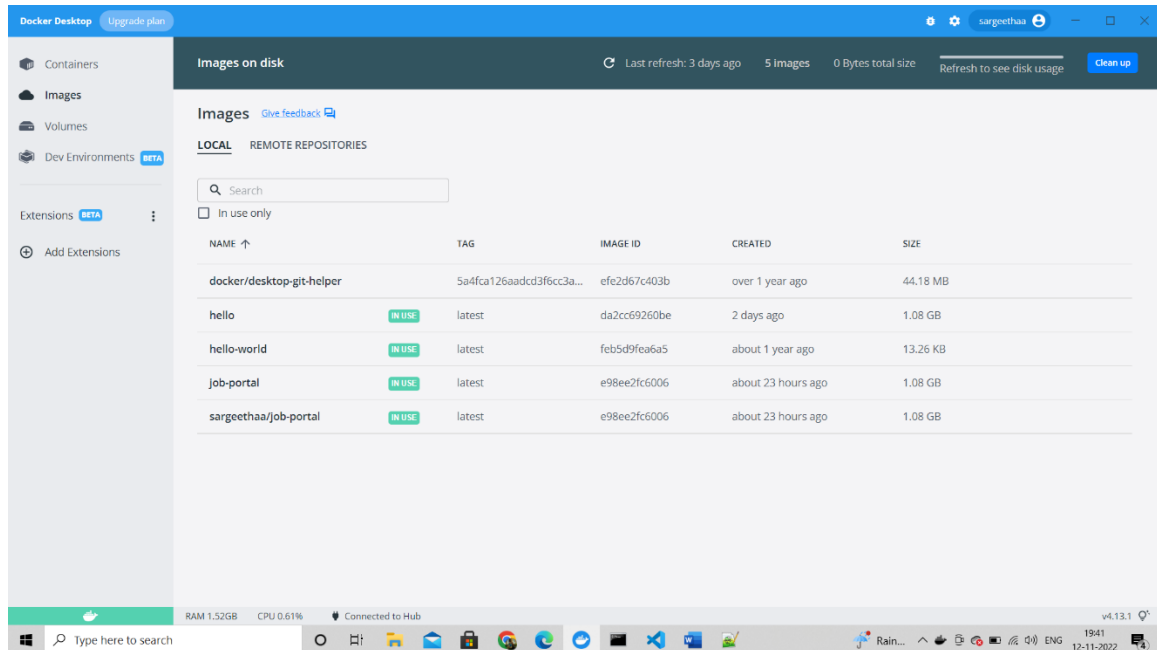 Docker Desktop Upgrade plan sargeethaa
Containers
Images
Volumes
Dev Environments BETA
Extensions BETA
Add Extensions
Images on disk Last refresh: 3 days ago 5 images 0 Bytes total size Refresh to see disk usage Clean up
Images Give feedback
LOCAL REMOTE REPOSITORIES
Search
In use only
NAME TAG IMAGE ID CREATED SIZE
docker/desktop-git-helper 5a4fca126aadcd3f6cc3a... efe2d67c403b over 1 year ago 44.18 MB
hello IN USE latest da2cc69260be 2 days ago 1.08 GB
hello-world IN USE latest feb5d9fea6a5 about 1 year ago 13.26 KB
job-portal IN USE latest e98ee2fc6006 about 23 hours ago 1.08 GB
sargeethaa/job-portal IN USE latest e98ee2fc6006 about 23 hours ago 1.08 GB
RAM 1.52GB CPU 0.61% Connected to Hub v4.13.1
Type here to search Rain... ENG 19:41
12-11-2022 4